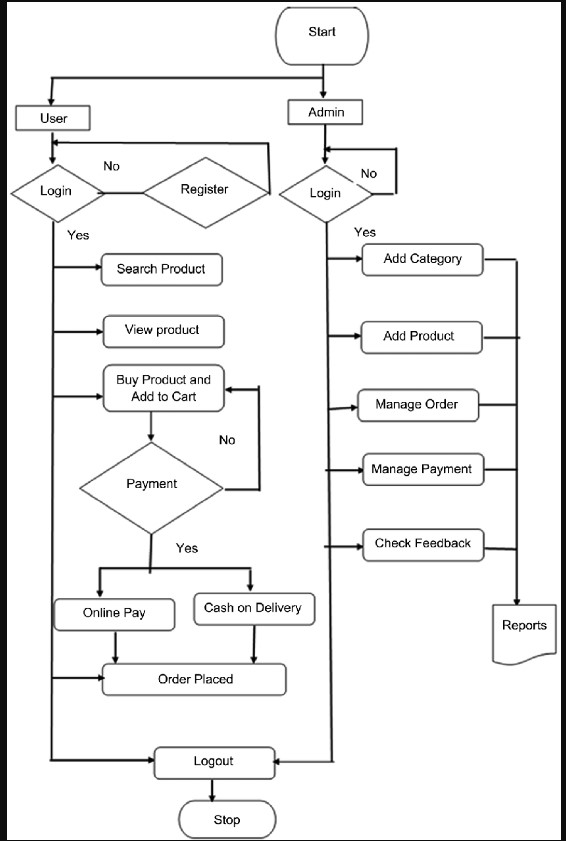 Start
User
Admin
No
Login
Register
No
Login
Yes
Yes
Search Product
Add Category
View product
Add Product
Buy Product and
Add to Cart
Manage Order
No
Payment
Manage Payment
Yes
Check Feedback
Online Pay
Cash on Delivery
Reports
Order Placed
Logout
Stop